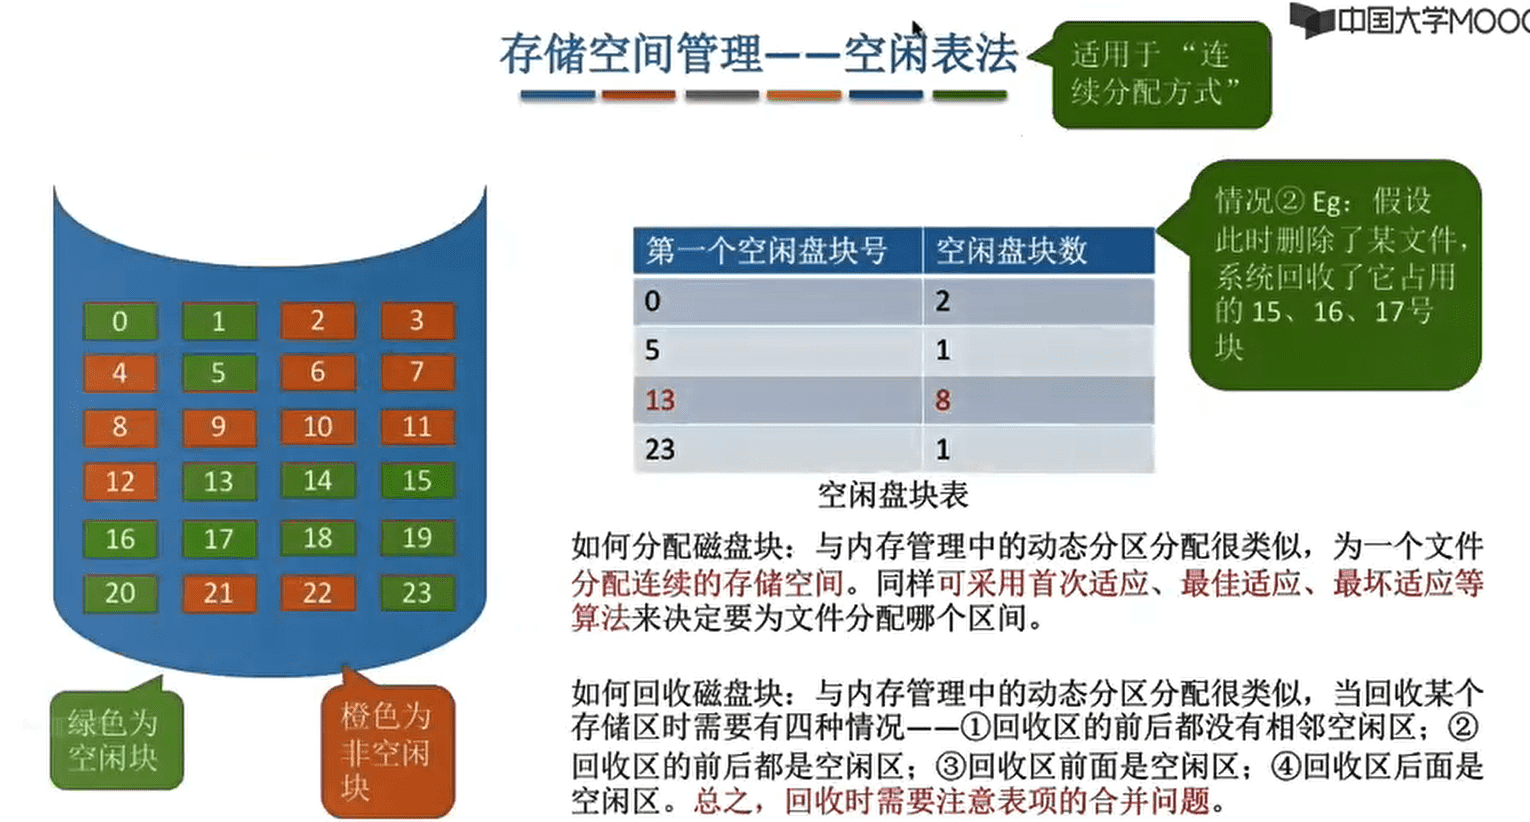 中国大学MOOC
存储空间管理——空闲表法
适用于“连
续分配方式”
情况② Eg：假设
此时删除了某文件，
系统回收了它占用
的 15、16、17号
块
第一个空闲盘块号 空闲盘块数
0 2
5 1
13 8
23 1
空闲盘块表
0 1 2 3
4 5 6 7
8 9 10 11
12 13 14 15
16 17 18 19
20 21 22 23
绿色为
空闲块
橙色为
非空闲
块
如何分配磁盘块：与内存管理中的动态分区分配很类似，为一个文件
分配连续的存储空间。同样可采用首次适应、最佳适应、最坏适应等
算法来决定要为文件分配哪个区间。
如何回收磁盘块：与内存管理中的动态分区分配很类似，当回收某个
存储区时需要有四种情况——①回收区的前后都没有相邻空闲区；②
回收区的前后都是空闲区；③回收区前面是空闲区；④回收区后面是
空闲区。总之，回收时需要注意表项的合并问题。